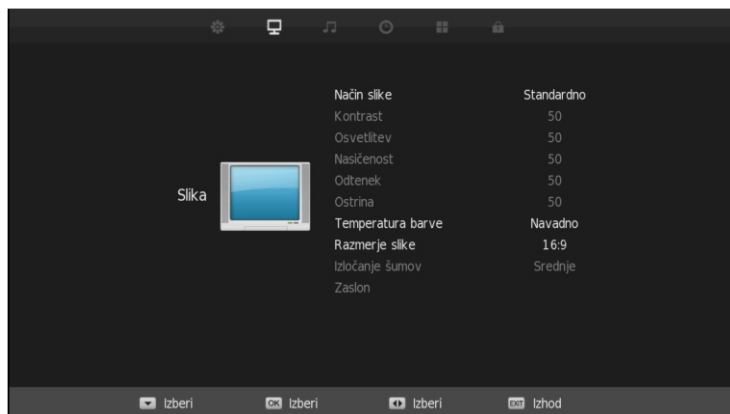 Način slike Standardno
Kontrast 50
Osvetlitev 50
Nasičenost 50
Odtenek 50
Slika
Ostrina 50
Temperatura barve Navadno
Razmerje slike 16:9
Izločanje šumov Srednje
Zaslon
Izberi OK Izberi Izberi EXIT Izhod